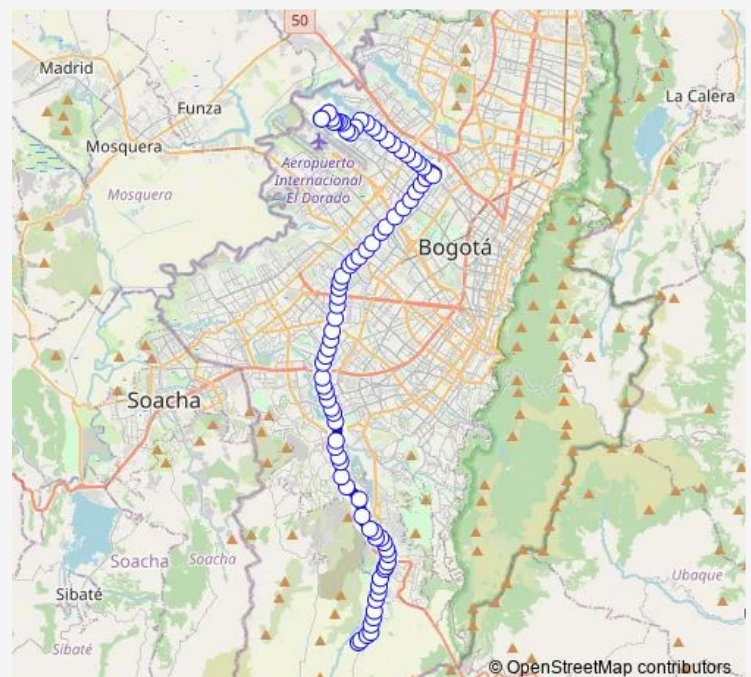 50
Madrid
La Calera
Funza
Mosquera
Aeropuerto
Internacional
El Dorado
Mosquera
Bogotá
Soacha
Soacha
Soacha
Ubaque
Sibaté
Sibaté
© OpenStreetMap contributors